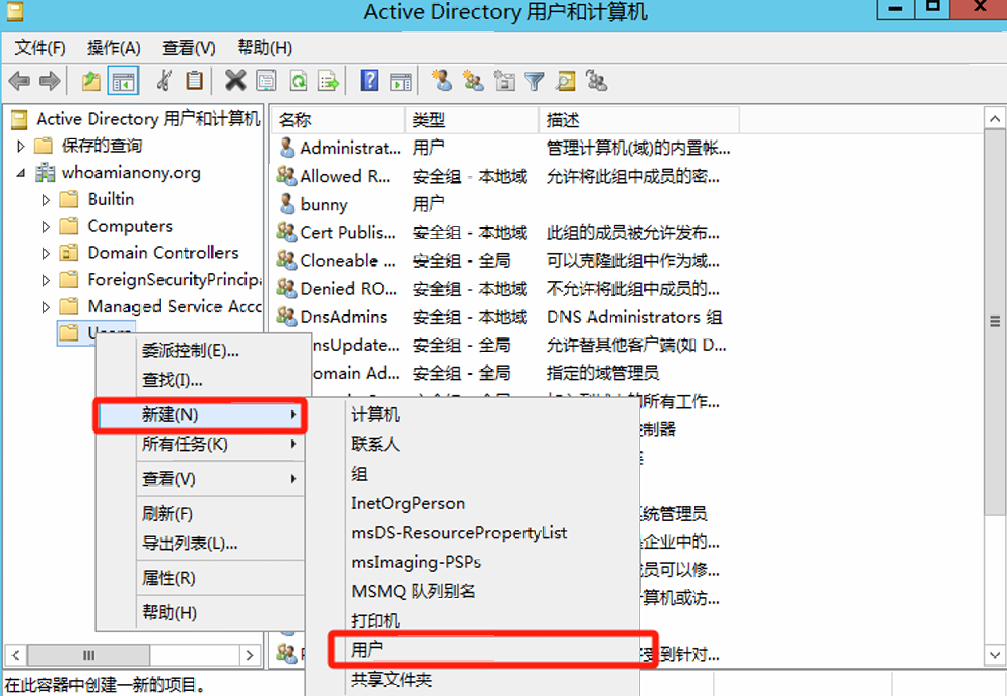 Active Directory 用户和计算机
文件(F) 操作(A) 查看(V) 帮助(H)
Active Directory 用户和计算机
保存的查询
whoamianony.org
Builtin
Computers
Domain Controllers
ForeignSecurityPrincip
Managed Service Acc
名称 类型 描述
Administrat... 用户 管理计算机(域)的内置帐...
Allowed R... 安全组 - 本地域 允许将此组中成员的密...
bunny 用户
Cert Publis... 安全组 - 本地域 此组的成员被允许发布...
Cloneable ... 安全组 - 全局 可以克隆此组中作为域...
Denied RO... 安全组 - 本地域 不允许将此组中成员的...
DnsAdmins 安全组 - 本地域 DNS Administrators 组
nsUpdate... 安全组 - 全局 允许替其他客户端(如 D...
omain Ad... 安全组 - 全局 指定的域管理员
所有工作...
制器
统管理员
企业中的...
员可以修...
算机或访...
受到针对...
委派控制(E)...
查找(I)...
新建(N)
所有任务(K)
查看(V)
刷新(F)
导出列表(L)...
属性(R)
帮助(H)
计算机
联系人
组
InetOrgPerson
msDS-ResourcePropertyList
msImaging-PSPs
MSMQ 队列别名
打印机
用户
共享文件夹
在此容器中创建一新的项目。